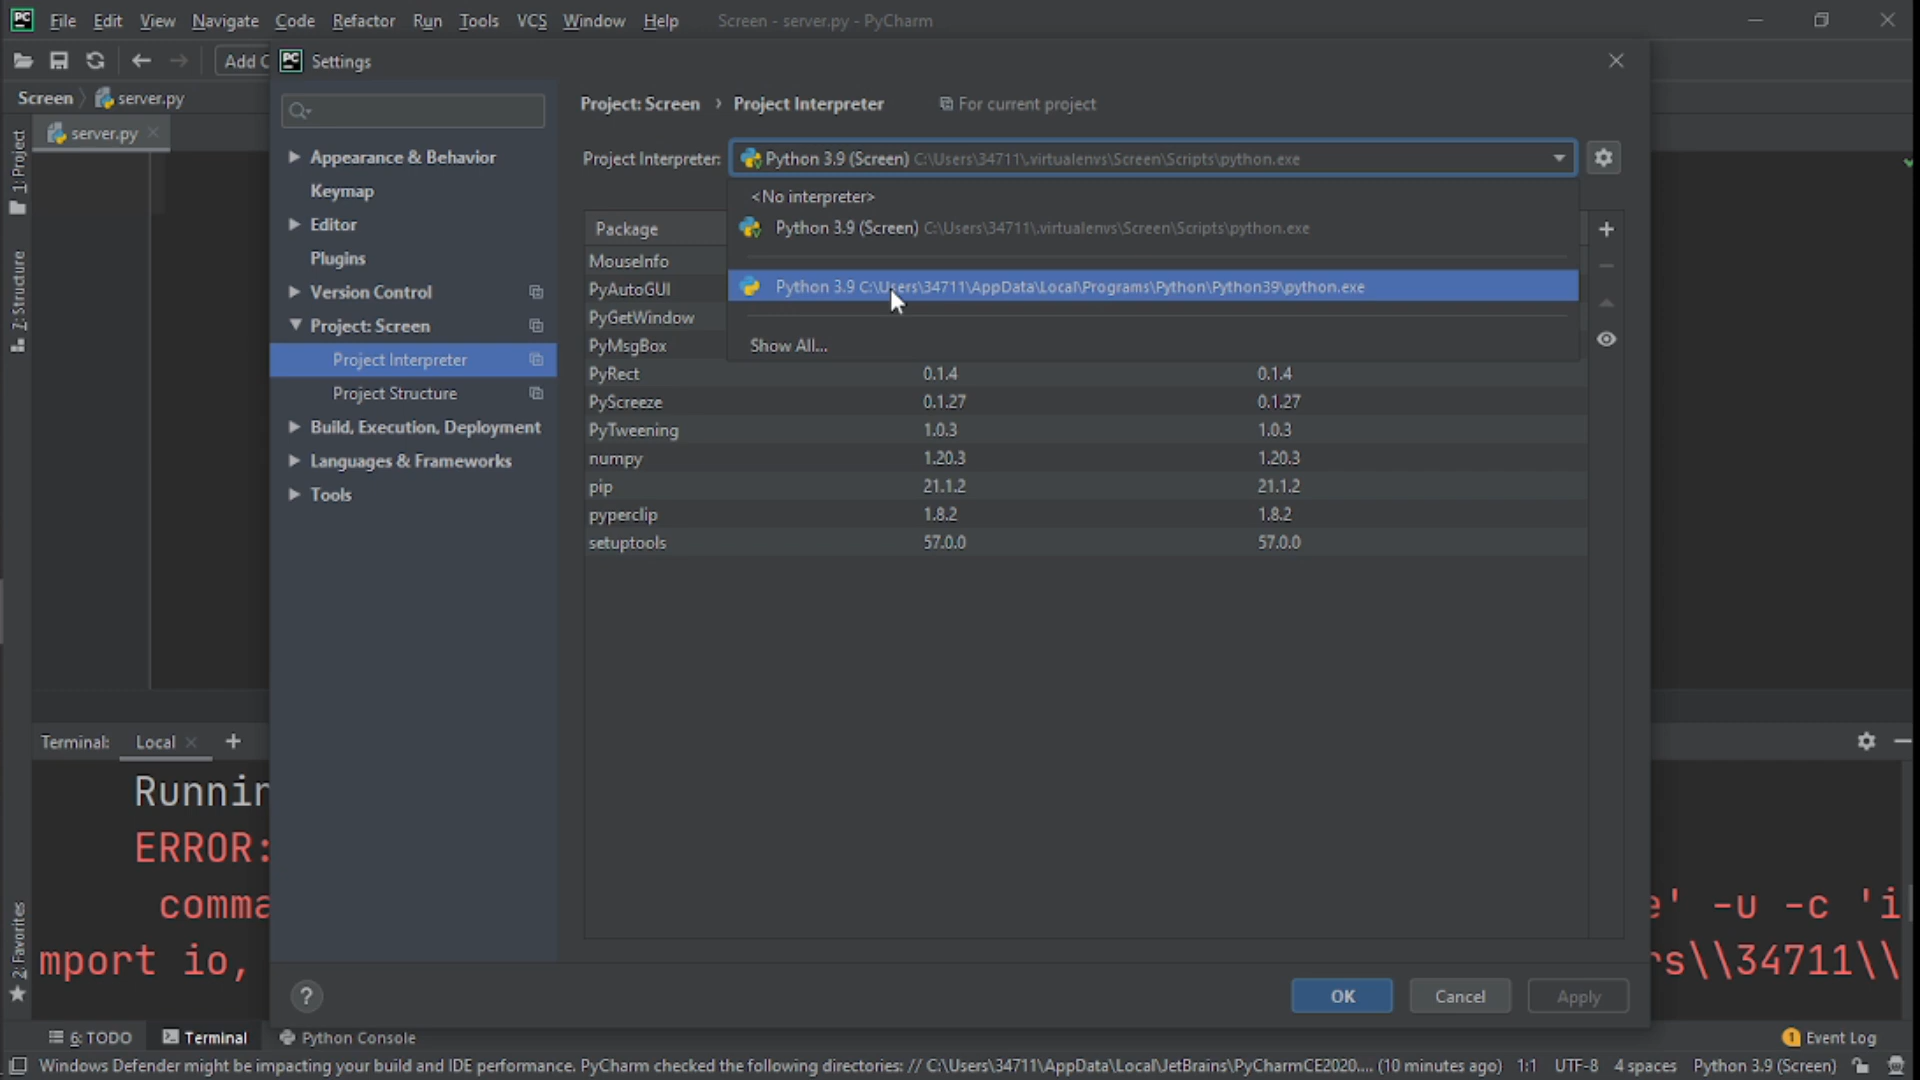 PC File Edit View Navigate Code Refactor Run Tools VCS Window Help Screen - server.py - PyCharm
Add C
PC Settings
Screen server.py
server.py
1: Project
Z: Structure
2: Favorites
Appearance & Behavior
Keymap
Editor
Plugins
Version Control
Project: Screen
Project Interpreter
Project Structure
Build, Execution, Deployment
Languages & Frameworks
Tools
Project: Screen › Project Interpreter For current project
Project Interpreter: Python 3.9 (Screen) C:\Users\34711\.virtualenvs\Screen\Scripts\python.exe
<No interpreter>
Python 3.9 (Screen) C:\Users\34711\.virtualenvs\Screen\Scripts\python.exe
Python 3.9 C:\Users\34711\AppData\Local\Programs\Python\Python39\python.exe
Show All...
Package
MouseInfo
PyAutoGUI
PyGetWindow
PyMsgBox
PyRect 0.1.4 0.1.4
PyScreeze 0.1.27 0.1.27
PyTweening 1.0.3 1.0.3
numpy 1.20.3 1.20.3
pip 21.1.2 21.1.2
pyperclip 1.8.2 1.8.2
setuptools 57.0.0 57.0.0
? OK Cancel Apply
Terminal: Local +
Runnin
ERROR:
comma e' -u -c 'i
mport io, rs\\34711\\
6: TODO Terminal Python Console 1 Event Log
Windows Defender might be impacting your build and IDE performance. PyCharm checked the following directories: // C:\Users\34711\AppData\Local\JetBrains\PyCharmCE2020.... (10 minutes ago) 1:1 UTF-8 4 spaces Python 3.9 (Screen)